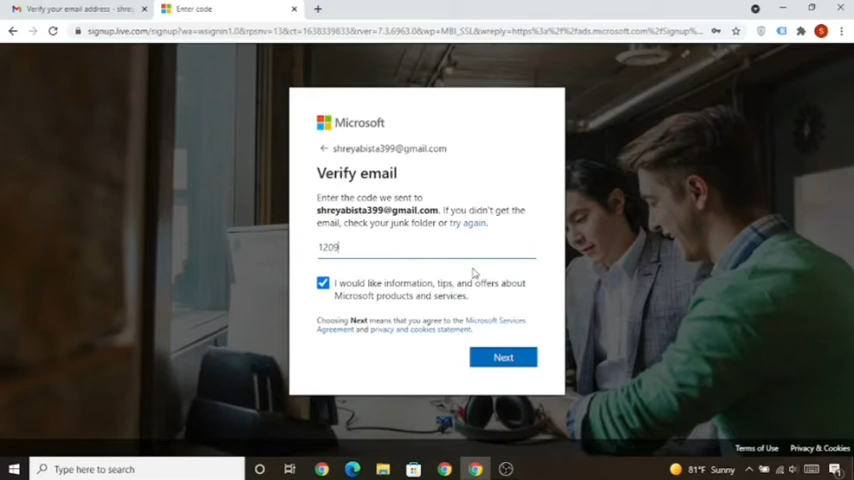 Verify your email address - shrey
Enter code
signup.live.com/signup?wa=wsignin1.0&rpsnv=13&ct=1638339833&rver=7.3.6963.0&wp=MBI_SSL&wreply=https%3a%2f%2fads.microsoft.com%2fSignup%...
S
Microsoft
shreyabista399@gmail.com
Verify email
Enter the code we sent to
shreyabista399@gmail.com. If you didn't get the
email, check your junk folder or try again.
1209
I would like information, tips, and offers about
Microsoft products and services.
Choosing Next means that you agree to the Microsoft Services
Agreement and privacy and cookies statement.
Next
Terms of Use Privacy & Cookies
Type here to search
81°F Sunny